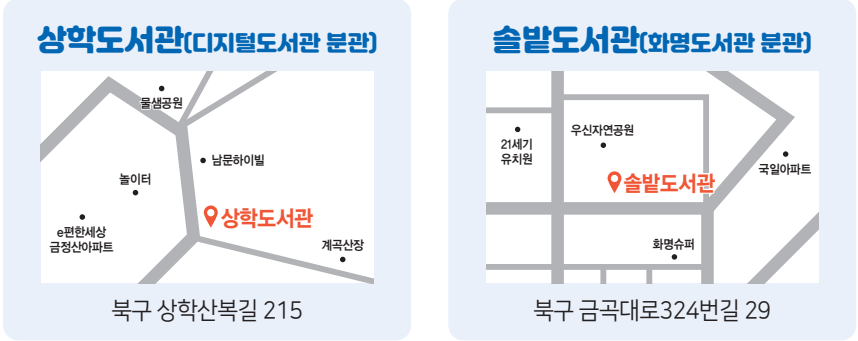 상학도서관(디지털도서관 분관)
물샘공원
남문하이빌
놀이터
상학도서관
e편한세상
금정산아파트
계곡산장
북구 상학산복길 215
솔밭도서관(화명도서관 분관)
21세기
유치원
우신자연공원
국일아파트
솔밭도서관
화명슈퍼
북구 금곡대로324번길 29